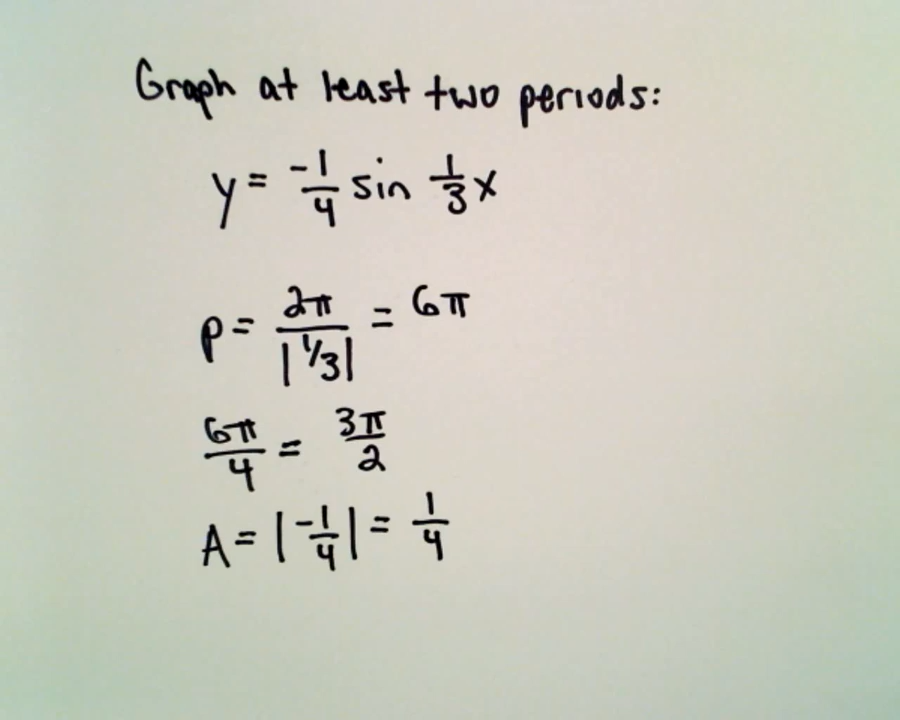 Graph at least two periods:
y = -1/4 sin 1/3 x
P = 2π/|1/3| = 6π
6π/4 = 3π/2
A = |-1/4| = 1/4